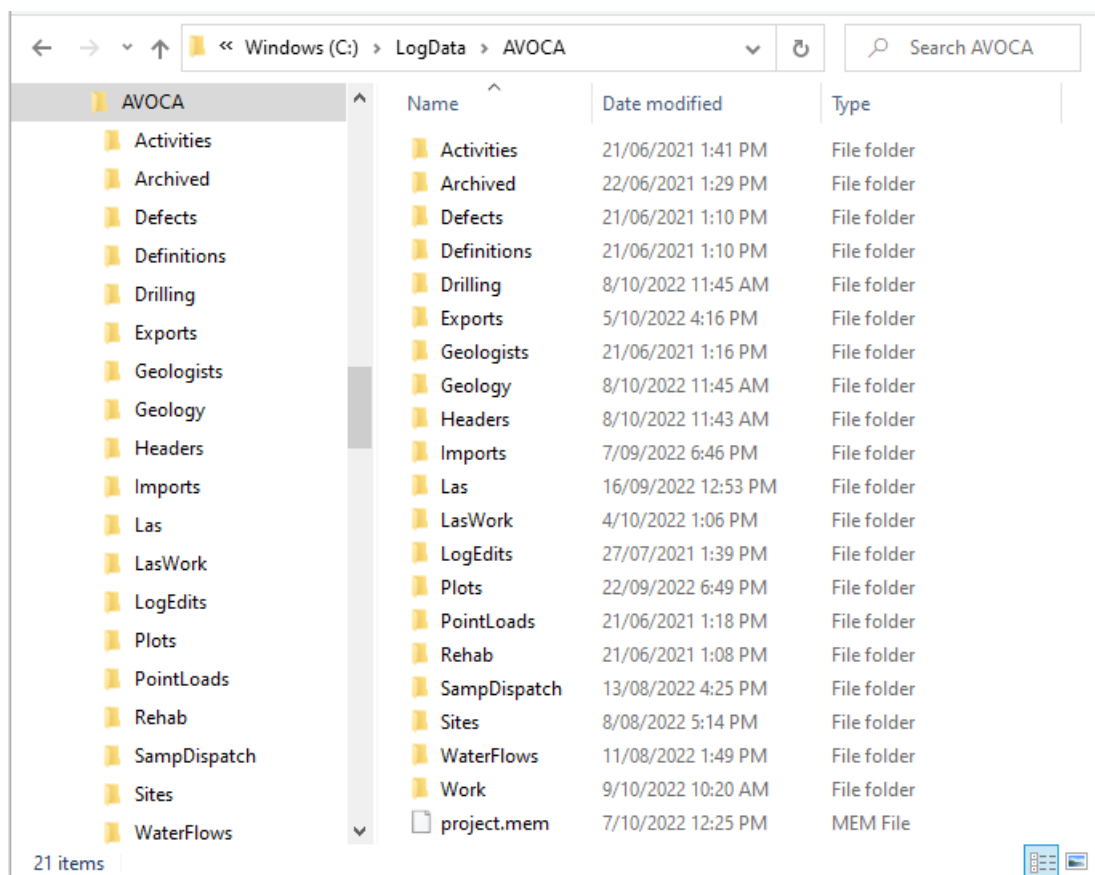 « Windows (C:) > LogData > AVOCA
Search AVOCA
AVOCA
Activities
Archived
Defects
Definitions
Drilling
Exports
Geologists
Geology
Headers
Imports
Las
LasWork
LogEdits
Plots
PointLoads
Rehab
SampDispatch
Sites
WaterFlows
Name Date modified Type
Activities 21/06/2021 1:41 PM File folder
Archived 22/06/2021 1:29 PM File folder
Defects 21/06/2021 1:10 PM File folder
Definitions 21/06/2021 1:10 PM File folder
Drilling 8/10/2022 11:45 AM File folder
Exports 5/10/2022 4:16 PM File folder
Geologists 21/06/2021 1:16 PM File folder
Geology 8/10/2022 11:45 AM File folder
Headers 8/10/2022 11:43 AM File folder
Imports 7/09/2022 6:46 PM File folder
Las 16/09/2022 12:53 PM File folder
LasWork 4/10/2022 1:06 PM File folder
LogEdits 27/07/2021 1:39 PM File folder
Plots 22/09/2022 6:49 PM File folder
PointLoads 21/06/2021 1:18 PM File folder
Rehab 21/06/2021 1:08 PM File folder
SampDispatch 13/08/2022 4:25 PM File folder
Sites 8/08/2022 5:14 PM File folder
WaterFlows 11/08/2022 1:49 PM File folder
Work 9/10/2022 10:20 AM File folder
project.mem 7/10/2022 12:25 PM MEM File
21 items